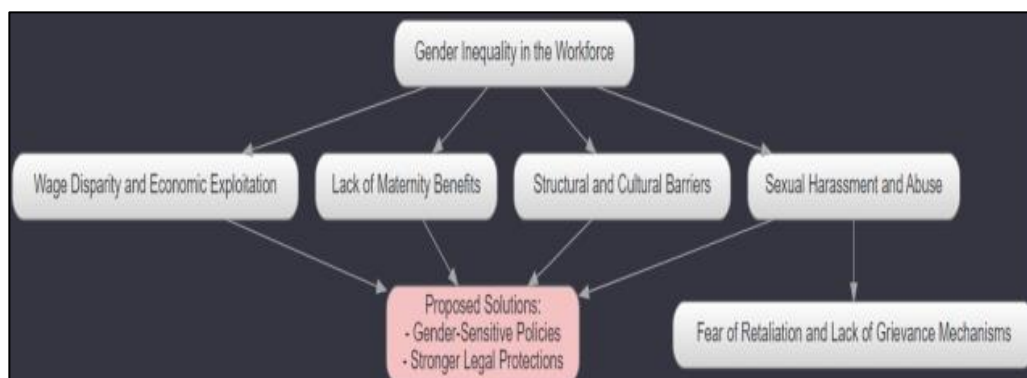 Gender Inequality in the Workforce
Wage Disparity and Economic Exploitation
Lack of Maternity Benefits
Structural and Cultural Barriers
Sexual Harassment and Abuse
Proposed Solutions:
- Gender-Sensitive Policies
- Stronger Legal Protections
Fear of Retaliation and Lack of Grievance Mechanisms